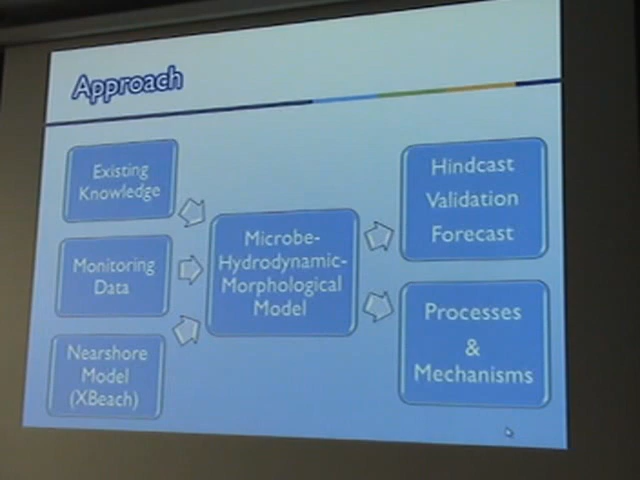 Approach
Existing
Knowledge
Monitoring
Data
Nearshore
Model
(XBeach)
Microbe-
Hydrodynamic-
Morphological
Model
Hindcast
Validation
Forecast
Processes
&
Mechanisms